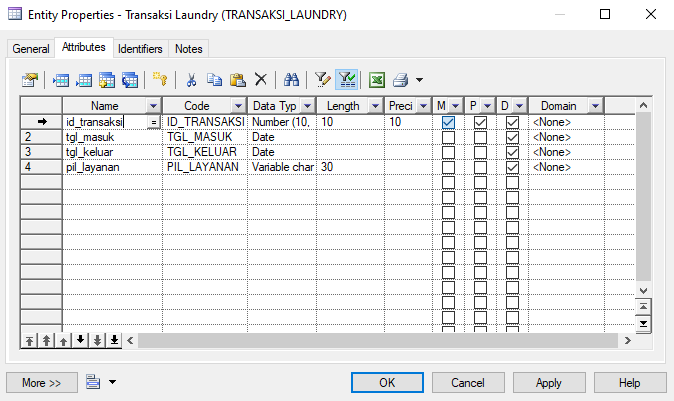 Entity Properties - Transaksi Laundry (TRANSAKSI_LAUNDRY)
General Attributes Identifiers Notes
Name Code Data Typ Length Preci M P D Domain
id_transaksi = ID_TRANSAKSI Number (10, 10 10 <None>
2 tgl_masuk TGL_MASUK Date <None>
3 tgl_keluar TGL_KELUAR Date <None>
4 pil_layanan PIL_LAYANAN Variable char 30 <None>
More >> OK Cancel Apply Help